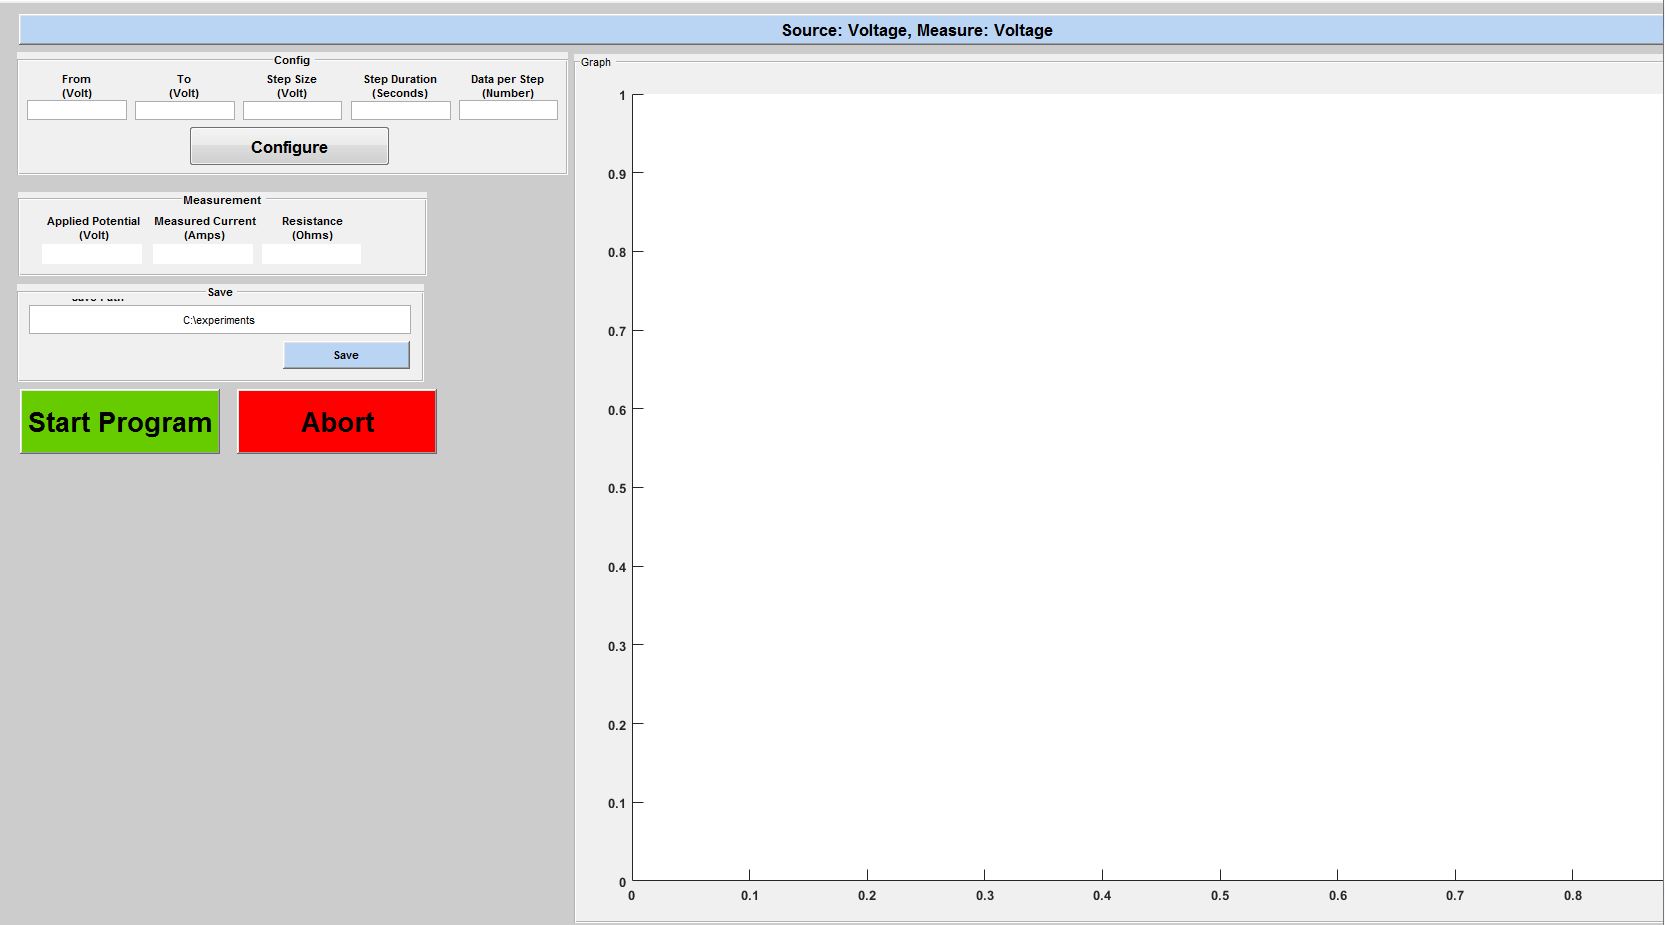 Source: Voltage, Measure: Voltage
Config
From To Step Size Step Duration Data per Step
(Volt) (Volt) (Volt) (Seconds) (Number)
Configure
Measurement
Applied Potential Measured Current Resistance
(Volt) (Amps) (Ohms)
Save
C:\experiments
Save
Start Program Abort
Graph
1
0.9
0.8
0.7
0.6
0.5
0.4
0.3
0.2
0.1
0
0 0.1 0.2 0.3 0.4 0.5 0.6 0.7 0.8